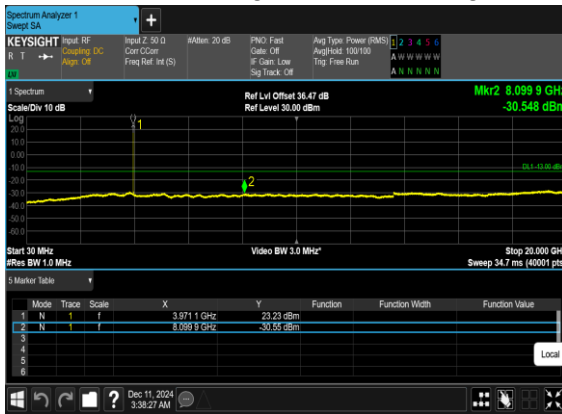 Spectrum Analyzer 1
Swept SA
KEYSIGHT Input: RF Input Z: 50 Ω #Atten: 20 dB PNO: Fast Avg Type: Power (RMS) 1 2 3 4 5 6
R T Coupling: DC Corr CCorr Gate: Off Avg|Hold: 100/100 A W W W W W
Align: Off Freq Ref: Int (S) IF Gain: Low Trig: Free Run
LW Sig Track: Off A N N N N N
1 Spectrum Ref Lvl Offset 36.47 dB Mkr2 8.099 9 GH
Scale/Div 10 dB Ref Level 30.00 dBm -30.548 dBm
Log
20.0
10.0
0.00
-10.0
-20.0
-30.0
-40.0
-50.0
-60.0
1
2
DL1 -13.00 dB
Start 30 MHz Video BW 3.0 MHz* Stop 20.000 GH
#Res BW 1.0 MHz Sweep 34.7 ms (40001 pts
5 Marker Table
Mode Trace Scale X Y Function Function Width Function Value
1 N 1 f 3.971 1 GHz 23.23 dBm
2 N 1 f 8.099 9 GHz -30.55 dBm
3
4
5
6
Local
? Dec 11, 2024
3:38:27 AM